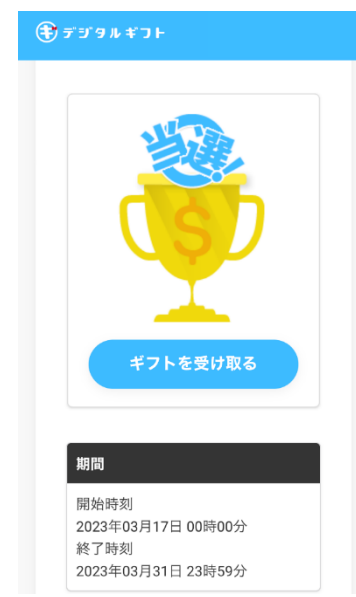 デジタルギフト
当選!
$
ギフトを受け取る
期間
開始時刻
2023年03月17日 00時00分
終了時刻
2023年03月31日 23時59分